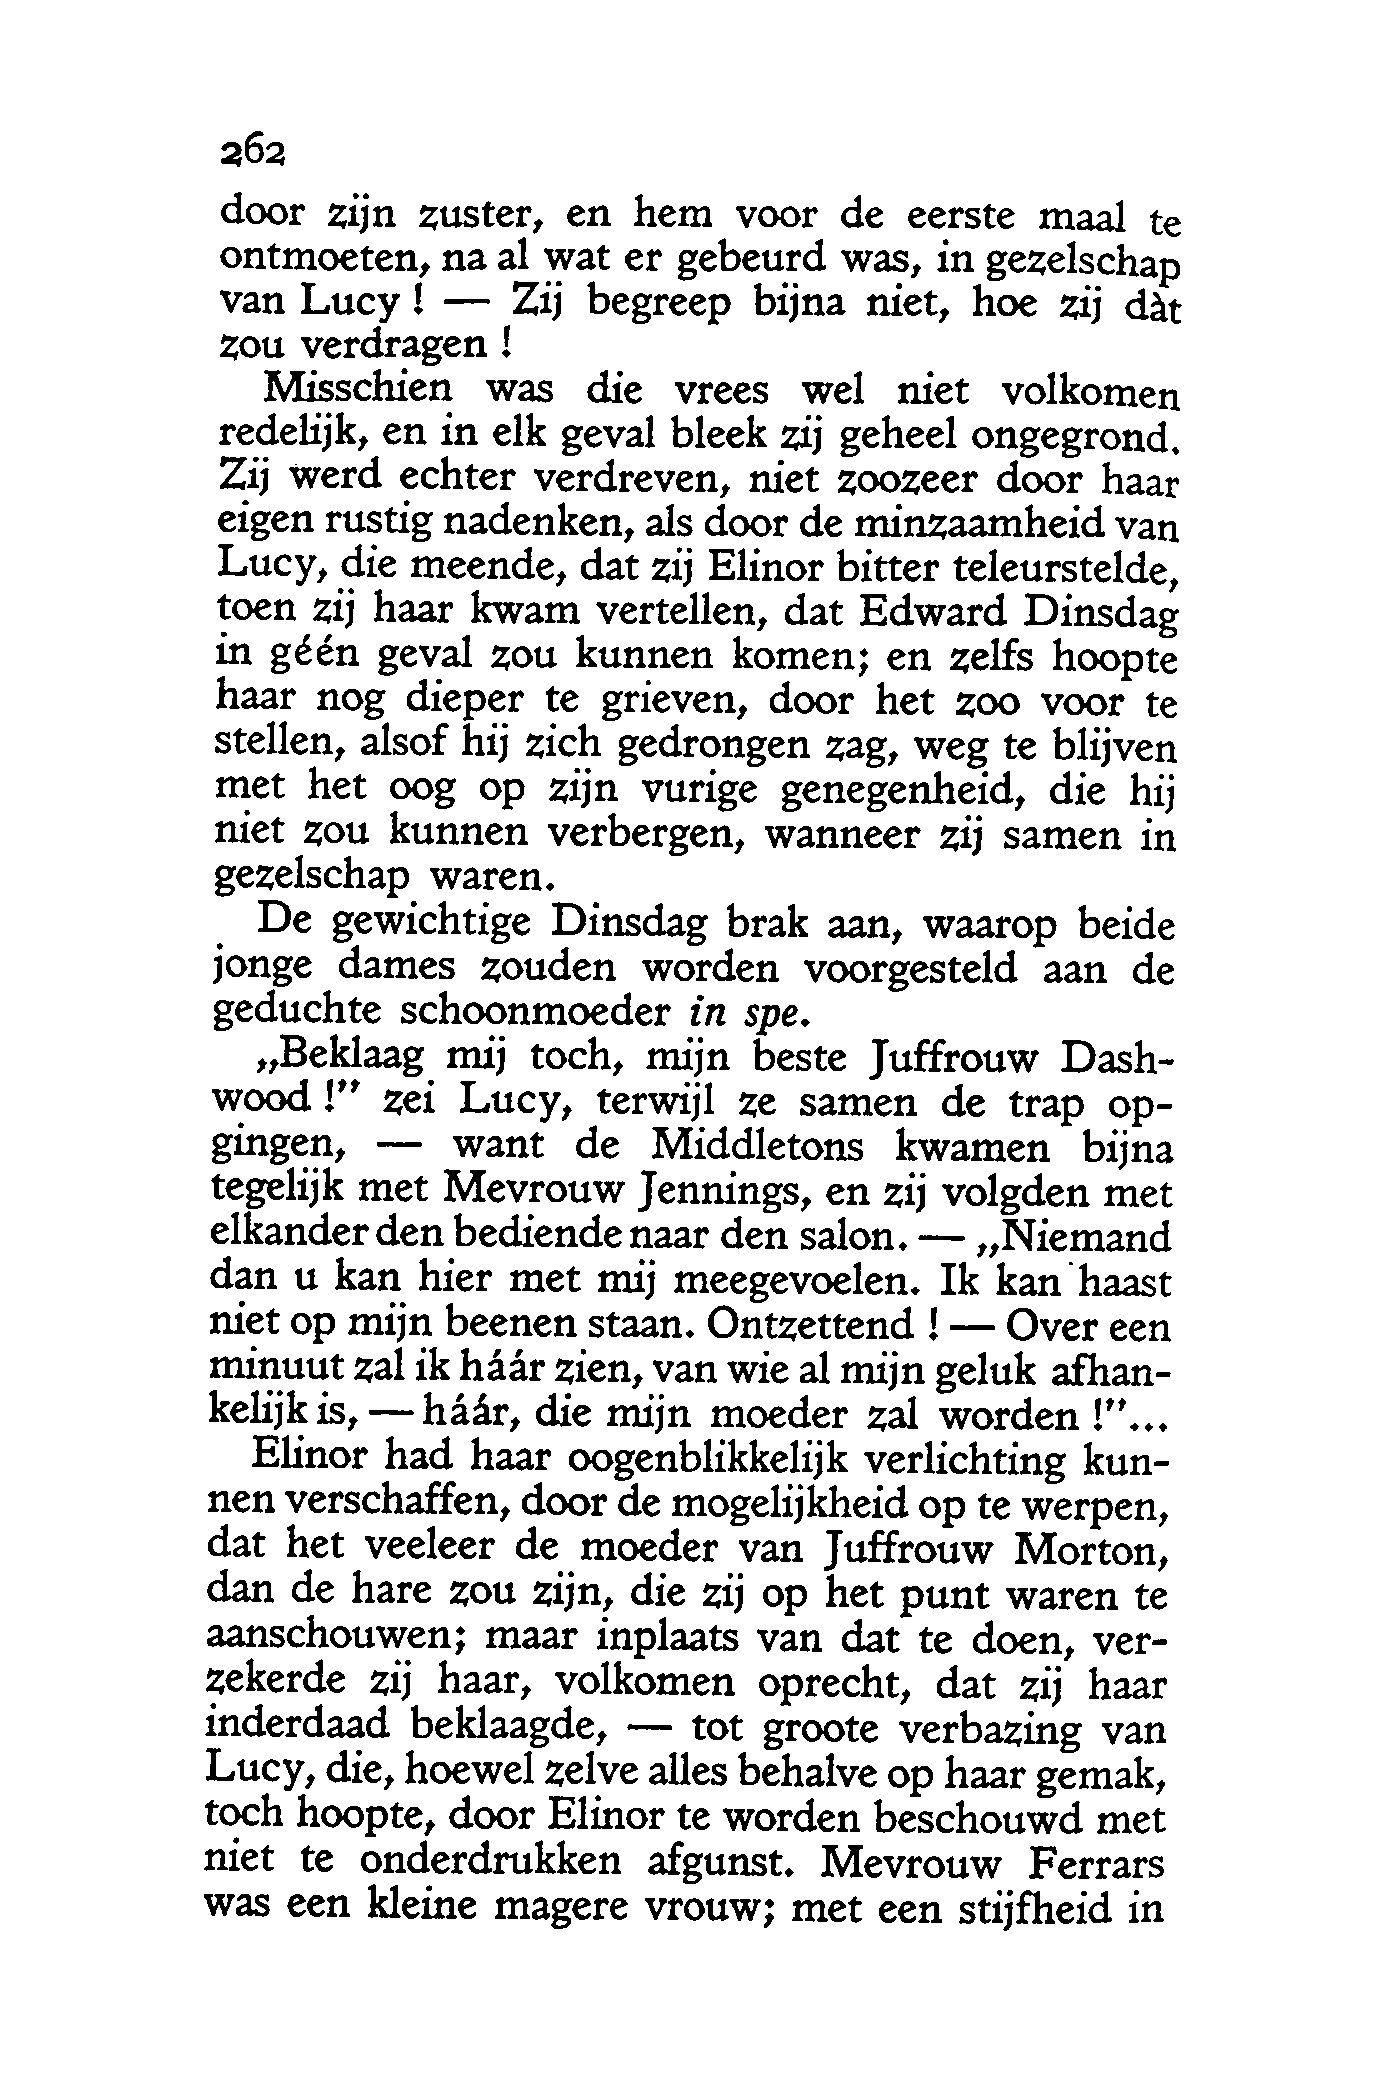 262
door zijn zuster, en hem voor de eerste maal te
ontmoeten, na al wat er gebeurd was, in gezelschap
van Lucy ! — Zij begreep bijna niet, hoe zij dàt
zou verdragen !
Misschien was die vrees wel niet volkomen
redelijk, en in elk geval bleek zij geheel ongegrond.
Zij werd echter verdreven, niet zoozeer door haar
eigen rustig nadenken, als door de minzaamheid van
Lucy, die meende, dat zij Elinor bitter teleurstelde,
toen zij haar kwam vertellen, dat Edward Dinsdag
in géén geval zou kunnen komen; en zelfs hoopte
haar nog dieper te grieven, door het zoo voor te
stellen, alsof hij zich gedrongen zag, weg te blijven
met het oog op zijn vurige genegenheid, die hij
niet zou kunnen verbergen, wanneer zij samen in
gezelschap waren.
De gewichtige Dinsdag brak aan, waarop beide
jonge dames zouden worden voorgesteld aan de
geduchte schoonmoeder in spe.
„Beklaag mij toch, mijn beste Juffrouw Dash-
wood !” zei Lucy, terwijl ze samen de trap op-
gingen, — want de Middletons kwamen bijna
tegelijk met Mevrouw Jennings, en zij volgden met
elkander den bediende naar den salon. — „Niemand
dan u kan hier met mij meegevoelen. Ik kan haast
niet op mijn beenen staan. Ontzettend ! — Over een
minuut zal ik háár zien, van wie al mijn geluk afhan-
kelijk is, — háár, die mijn moeder zal worden !”...
Elinor had haar oogenblikkelijk verlichting kun-
nen verschaffen, door de mogelijkheid op te werpen,
dat het veeleer de moeder van Juffrouw Morton,
dan de hare zou zijn, die zij op het punt waren te
aanschouwen; maar inplaats van dat te doen, ver-
zekerde zij haar, volkomen oprecht, dat zij haar
inderdaad beklaagde, — tot groote verbazing van
Lucy, die, hoewel zelve alles behalve op haar gemak,
toch hoopte, door Elinor te worden beschouwd met
niet te onderdrukken afgunst. Mevrouw Ferrars
was een kleine magere vrouw; met een stijfheid in